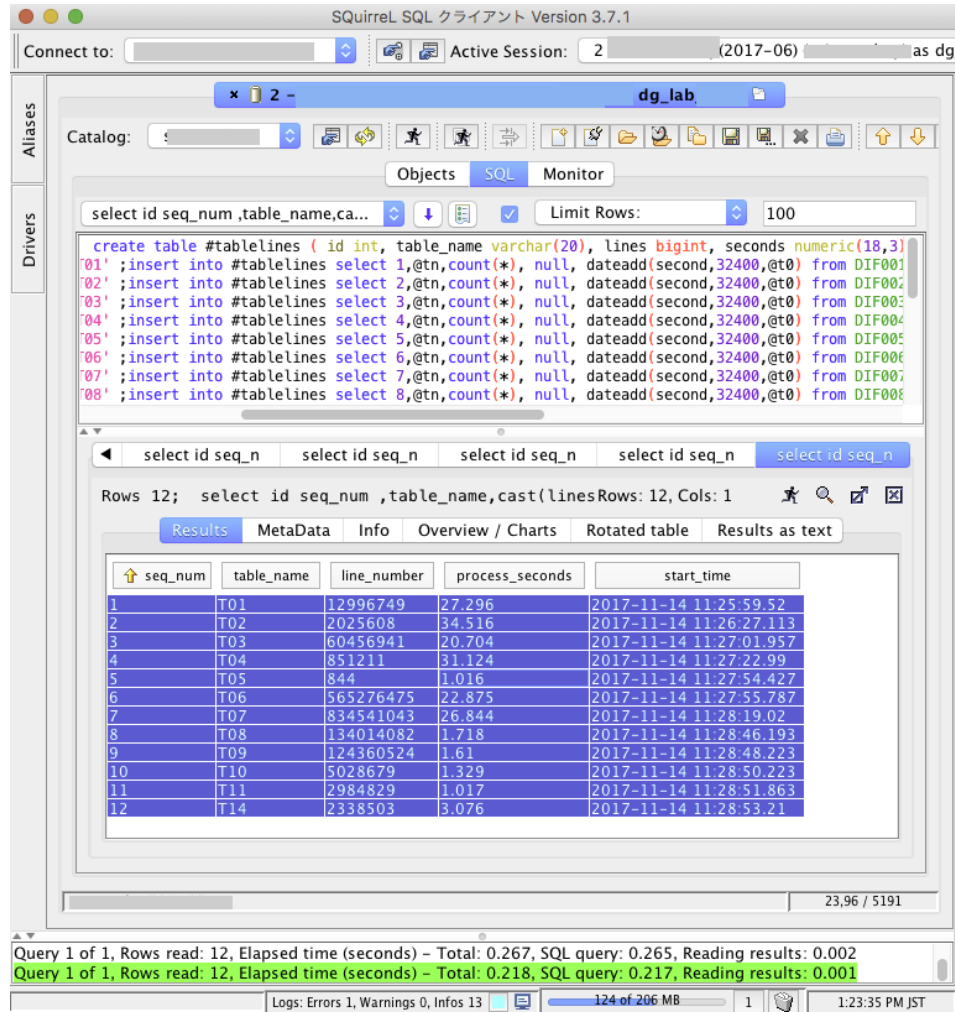 SQuirreL SQL クライアント Version 3.7.1
Connect to:
Active Session: 2 (2017-06) as dg
Aliases
Drivers
× 2 – dg_lab
Catalog:
Objects SQL Monitor
select id seq_num ,table_name,ca... Limit Rows: 100
create table #tablelines ( id int, table_name varchar(20), lines bigint, seconds numeric(18,3)
T01' ;insert into #tablelines select 1,@tn,count(*), null, dateadd(second,32400,@t0) from DIF001
T02' ;insert into #tablelines select 2,@tn,count(*), null, dateadd(second,32400,@t0) from DIF002
T03' ;insert into #tablelines select 3,@tn,count(*), null, dateadd(second,32400,@t0) from DIF003
T04' ;insert into #tablelines select 4,@tn,count(*), null, dateadd(second,32400,@t0) from DIF004
T05' ;insert into #tablelines select 5,@tn,count(*), null, dateadd(second,32400,@t0) from DIF005
T06' ;insert into #tablelines select 6,@tn,count(*), null, dateadd(second,32400,@t0) from DIF006
T07' ;insert into #tablelines select 7,@tn,count(*), null, dateadd(second,32400,@t0) from DIF007
T08' ;insert into #tablelines select 8,@tn,count(*), null, dateadd(second,32400,@t0) from DIF008
select id seq_n select id seq_n select id seq_n select id seq_n select id seq_n
Rows 12; select id seq_num ,table_name,cast(lines Rows: 12, Cols: 1
Results MetaData Info Overview / Charts Rotated table Results as text
seq_num table_name line_number process_seconds start_time
1 T01 12996749 27.296 2017-11-14 11:25:59.52
2 T02 2025608 34.516 2017-11-14 11:26:27.113
3 T03 60456941 20.704 2017-11-14 11:27:01.957
4 T04 851211 31.124 2017-11-14 11:27:22.99
5 T05 844 1.016 2017-11-14 11:27:54.427
6 T06 565276475 22.875 2017-11-14 11:27:55.787
7 T07 834541043 26.844 2017-11-14 11:28:19.02
8 T08 134014082 1.718 2017-11-14 11:28:46.193
9 T09 124360524 1.61 2017-11-14 11:28:48.223
10 T10 5028679 1.329 2017-11-14 11:28:50.223
11 T11 2984829 1.017 2017-11-14 11:28:51.863
12 T14 2338503 3.076 2017-11-14 11:28:53.21
23,96 / 5191
Query 1 of 1, Rows read: 12, Elapsed time (seconds) – Total: 0.267, SQL query: 0.265, Reading results: 0.002
Query 1 of 1, Rows read: 12, Elapsed time (seconds) – Total: 0.218, SQL query: 0.217, Reading results: 0.001
Logs: Errors 1, Warnings 0, Infos 13 124 of 206 MB 1 1:23:35 PM JST